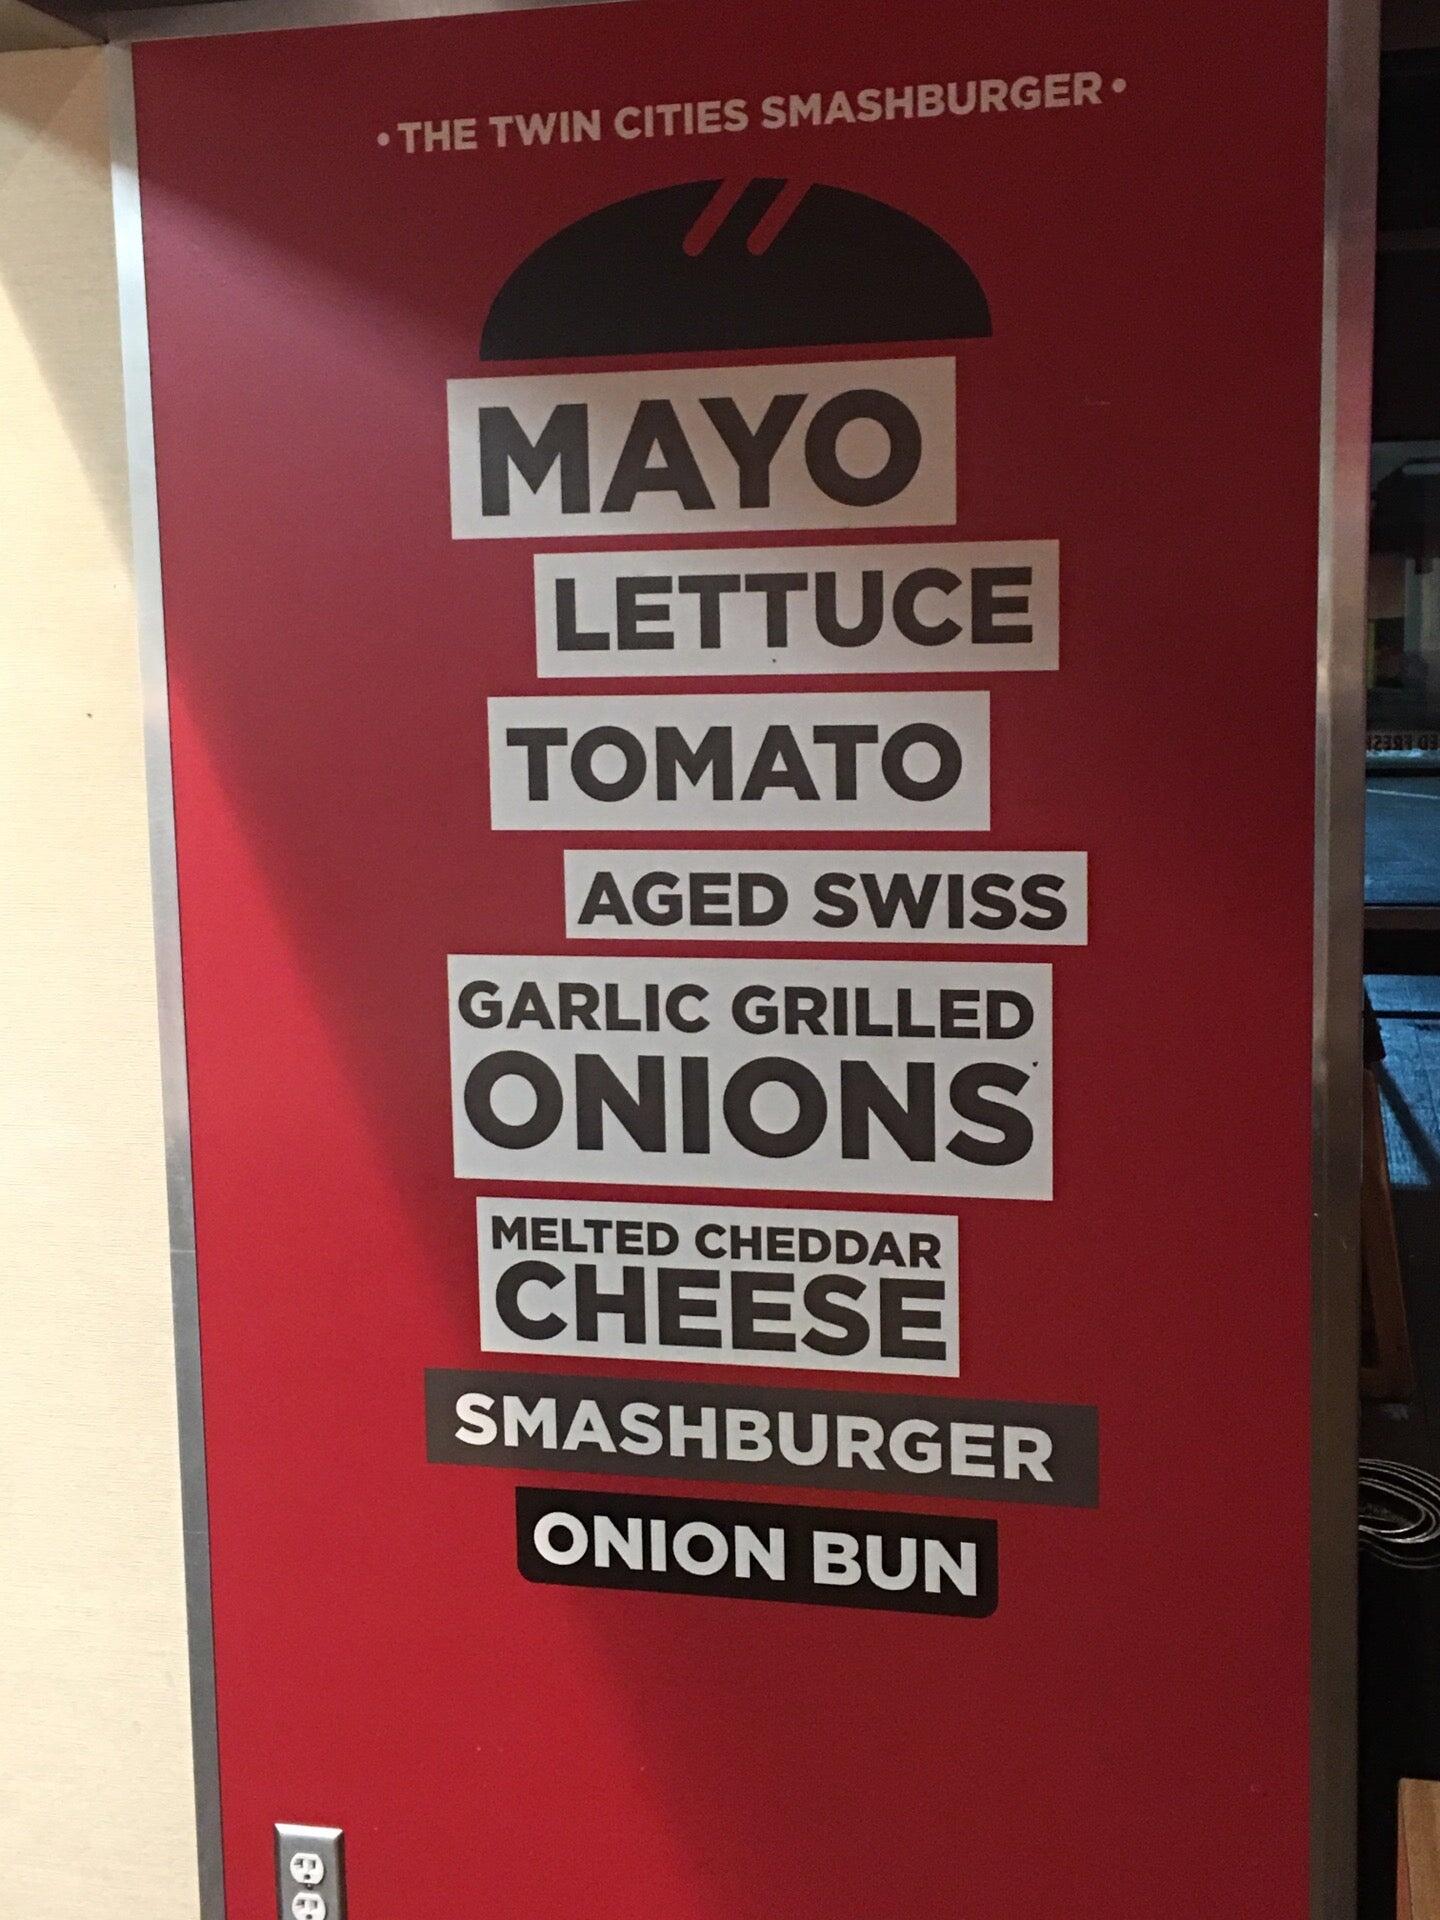 • THE TWIN CITIES SMASHBURGER •
MAYO
LETTUCE
TOMATO
AGED SWISS
GARLIC GRILLED
ONIONS
MELTED CHEDDAR
CHEESE
SMASHBURGER
ONION BUN